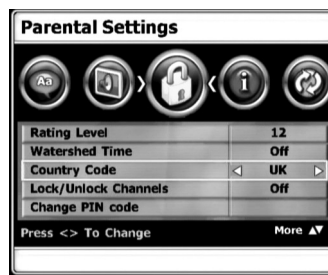 Parental Settings
Aa
i
Rating Level 12
Watershed Time Off
Country Code UK
Lock/Unlock Channels Off
Change PIN code
Press <> To Change More ▲▼